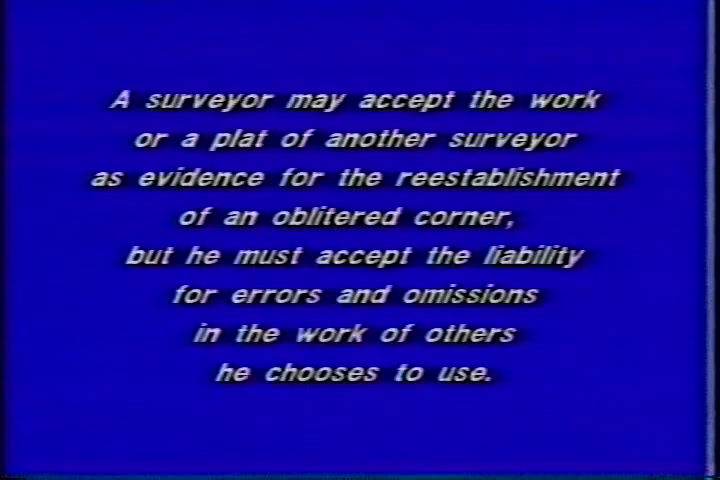 A surveyor may accept the work
or a plat of another surveyor
as evidence for the reestablishment
of an oblitered corner,
but he must accept the liability
for errors and omissions
in the work of others
he chooses to use.